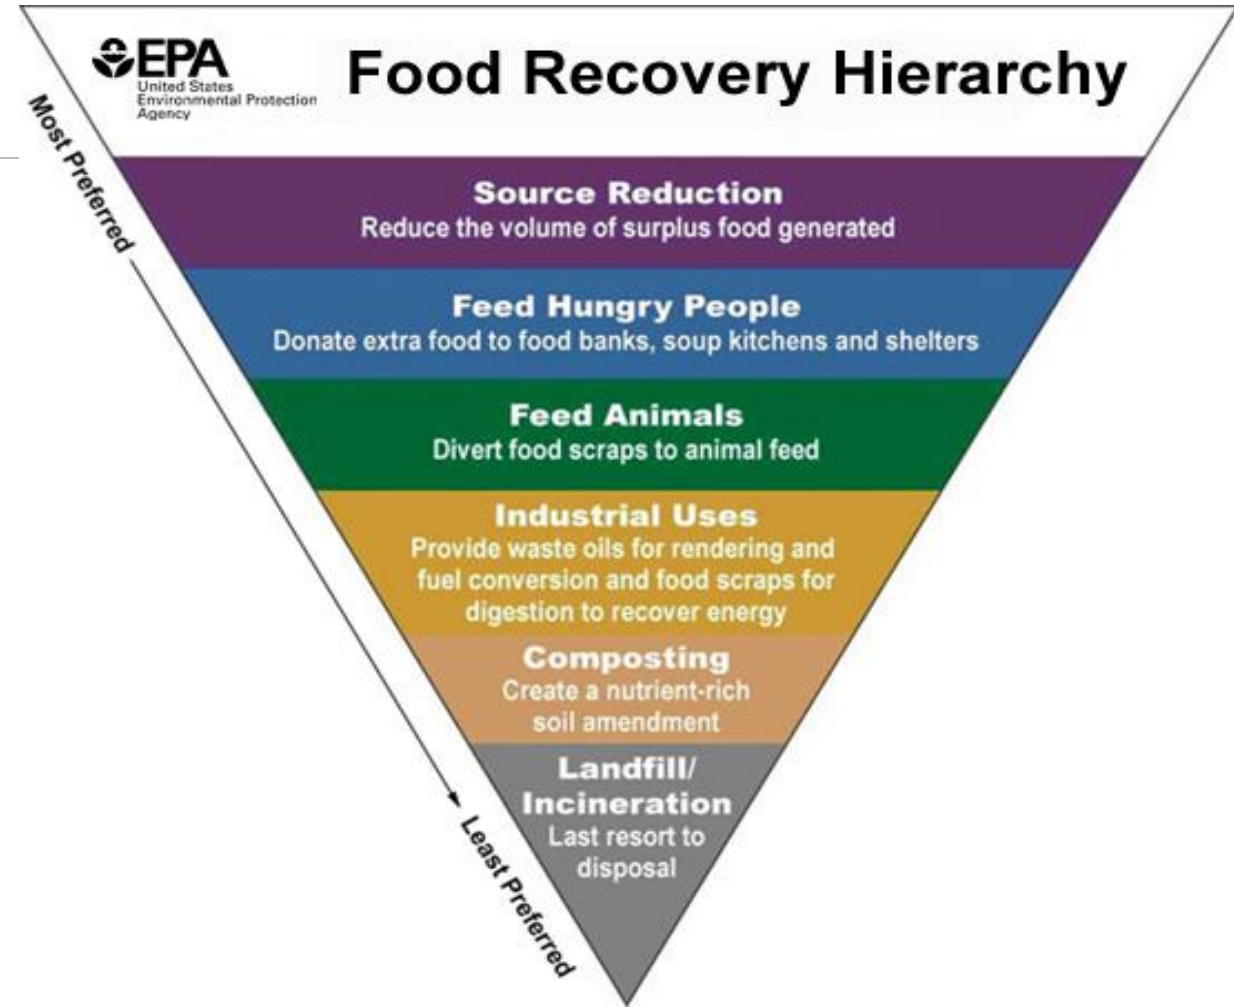 EPA
United States
Environmental Protection
Agency
Food Recovery Hierarchy
Most Preferred
Source Reduction
Reduce the volume of surplus food generated
Feed Hungry People
Donate extra food to food banks, soup kitchens and shelters
Feed Animals
Divert food scraps to animal feed
Industrial Uses
Provide waste oils for rendering and
fuel conversion and food scraps for
digestion to recover energy
Composting
Create a nutrient-rich
soil amendment
Landfill/
Incineration
Last resort to
disposal
Least Preferred